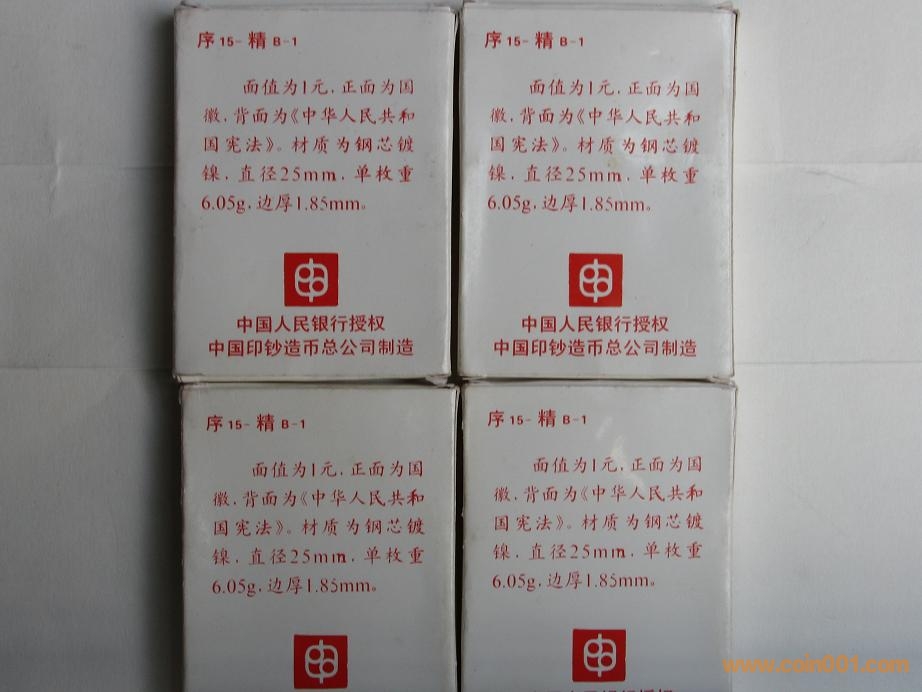 序 15- 精 B-1
面值为1元，正面为国
徽，背面为《中华人民共和
国宪法》。材质为钢芯镀
镍，直径25mm，单枚重
6.05g，边厚1.85mm。
中国人民银行授权
中国印钞造币总公司制造
序 15- 精 B-1
面值为1元，正面为国
徽，背面为《中华人民共和
国宪法》。材质为钢芯镀
镍，直径25mm，单枚重
6.05g，边厚1.85mm。
中国人民银行授权
中国印钞造币总公司制造
序 15- 精 B-1
面值为1元，正面为国
徽，背面为《中华人民共和
国宪法》。材质为钢芯镀
镍，直径25mm，单枚重
6.05g，边厚1.85mm。
序 15- 精 B-1
面值为1元，正面为国
徽，背面为《中华人民共和
国宪法》。材质为钢芯镀
镍，直径25mm，单枚重
6.05g，边厚1.85mm。
www.coin001.com